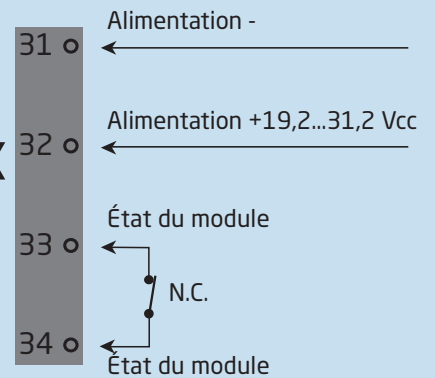 Alimentation -
31
Alimentation +19,2...31,2 Vcc
32
État du module
33
N.C.
34
État du module